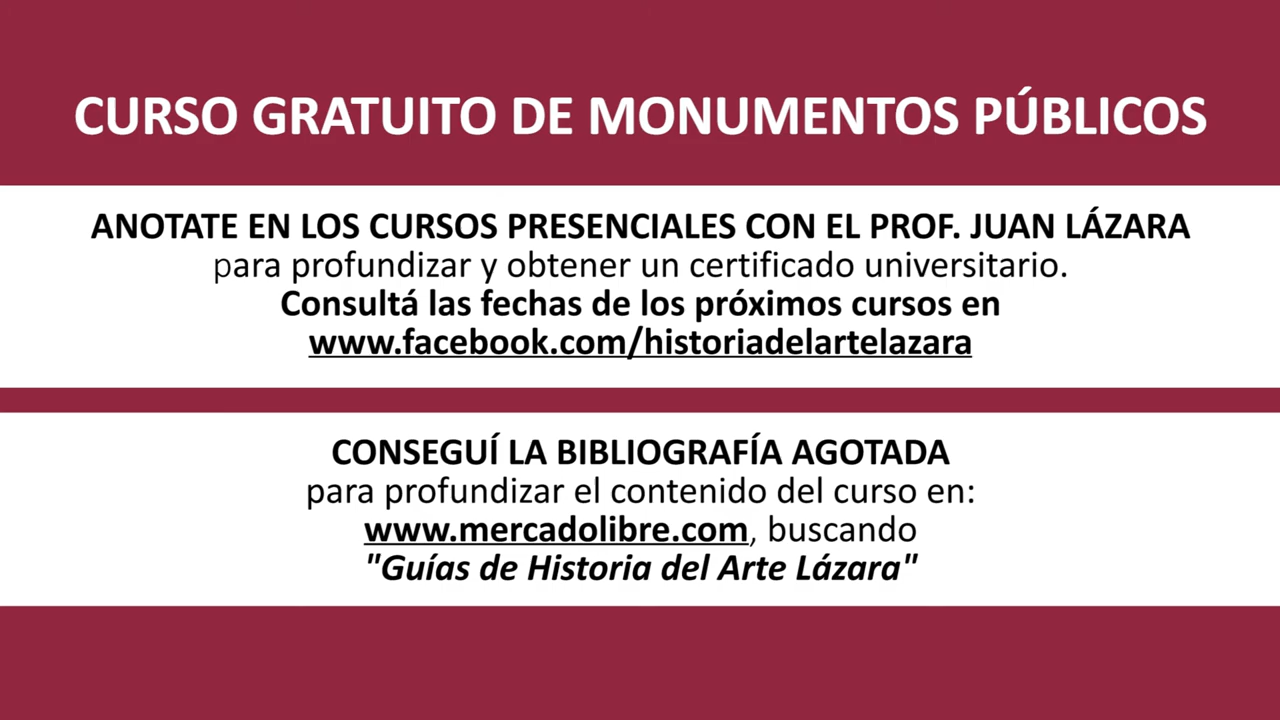 CURSO GRATUITO DE MONUMENTOS PÚBLICOS
ANOTATE EN LOS CURSOS PRESENCIALES CON EL PROF. JUAN LÁZARA
para profundizar y obtener un certificado universitario.
Consultá las fechas de los próximos cursos en
www.facebook.com/historiadelartelazara
CONSEGUÍ LA BIBLIOGRAFÍA AGOTADA
para profundizar el contenido del curso en:
www.mercadolibre.com, buscando
"Guías de Historia del Arte Lázara"